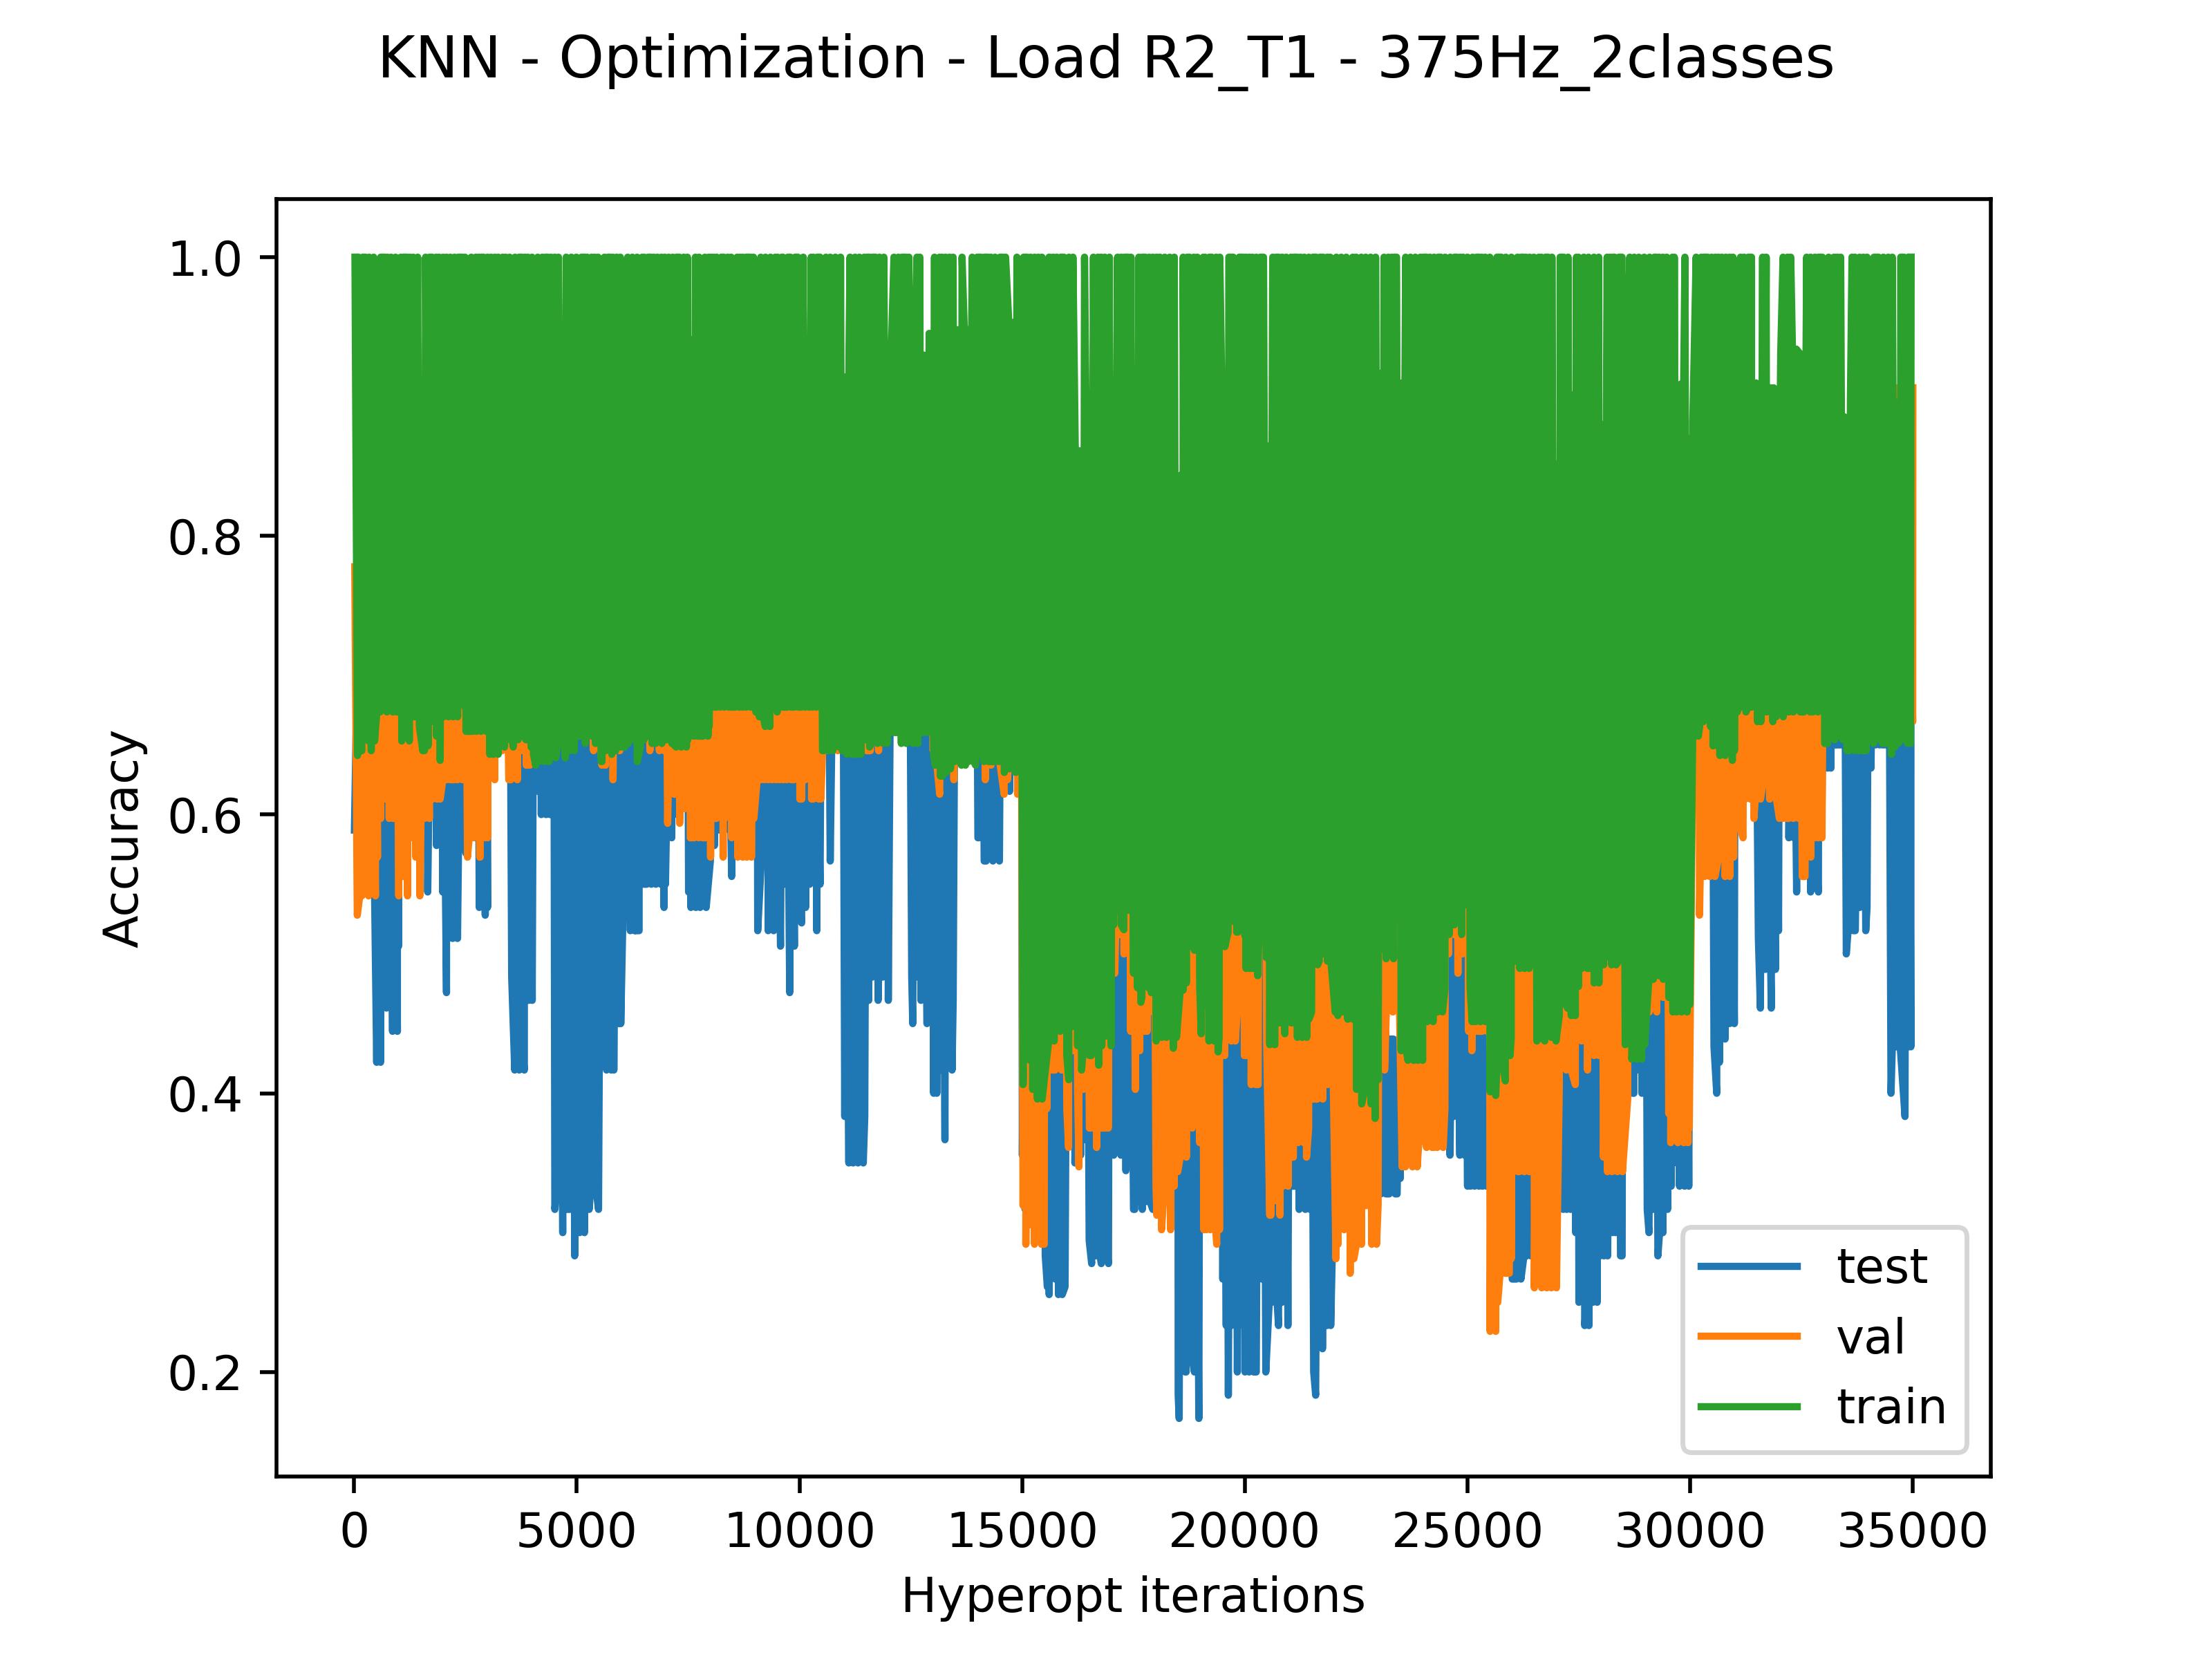 KNN - Optimization - Load R2_T1 - 375Hz_2classes
1.0
0.8
0.6
0.4
0.2
Accuracy
0 5000 10000 15000 20000 25000 30000 35000
Hyperopt iterations
test
val
train